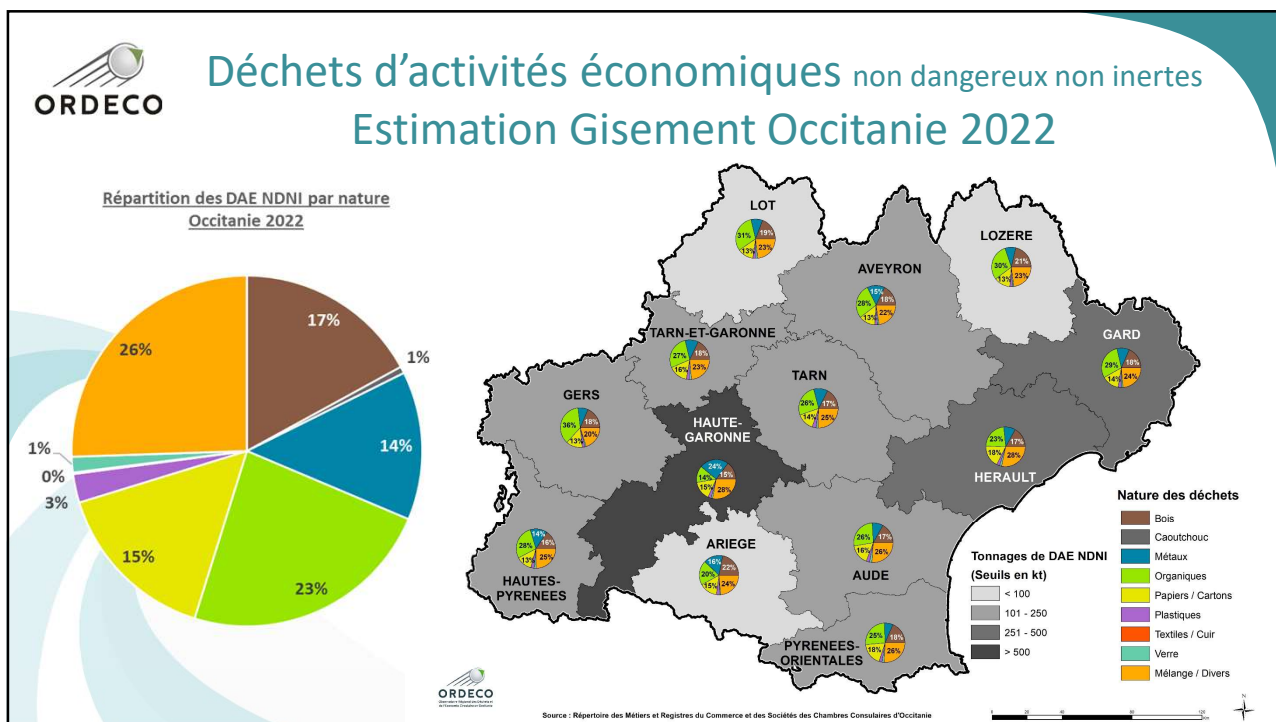 ORDECO
Déchets d'activités économiques non dangereux non inertes
Estimation Gisement Occitanie 2022
Répartition des DAE NDNI par nature
Occitanie 2022
17%
1%
14%
23%
15%
3%
0%
1%
26%
LOT
31%
19%
13%
23%
LOZERE
30%
21%
13%
23%
AVEYRON
15%
28%
18%
13%
22%
TARN-ET-GARONNE
27%
18%
16%
23%
GARD
29%
18%
14%
24%
GERS
36%
18%
13%
20%
TARN
26%
17%
14%
25%
HAUTE-
GARONNE
24%
14%
15%
15%
28%
23%
17%
18%
28%
HERAULT
14%
28%
16%
13%
25%
HAUTES-
PYRENEES
ARIEGE
16%
22%
20%
15%
24%
26%
17%
16%
26%
AUDE
25%
18%
18%
26%
PYRENEES-
ORIENTALES
Tonnages de DAE NDNI
(Seuils en kt)
< 100
101 - 250
251 - 500
> 500
Nature des déchets
Bois
Caoutchouc
Métaux
Organiques
Papiers / Cartons
Plastiques
Textiles / Cuir
Verre
Mélange / Divers
ORDECO
Source : Répertoire des Métiers et Registres du Commerce et des Sociétés des Chambres Consulaires d'Occitanie
0 20 40 80 120